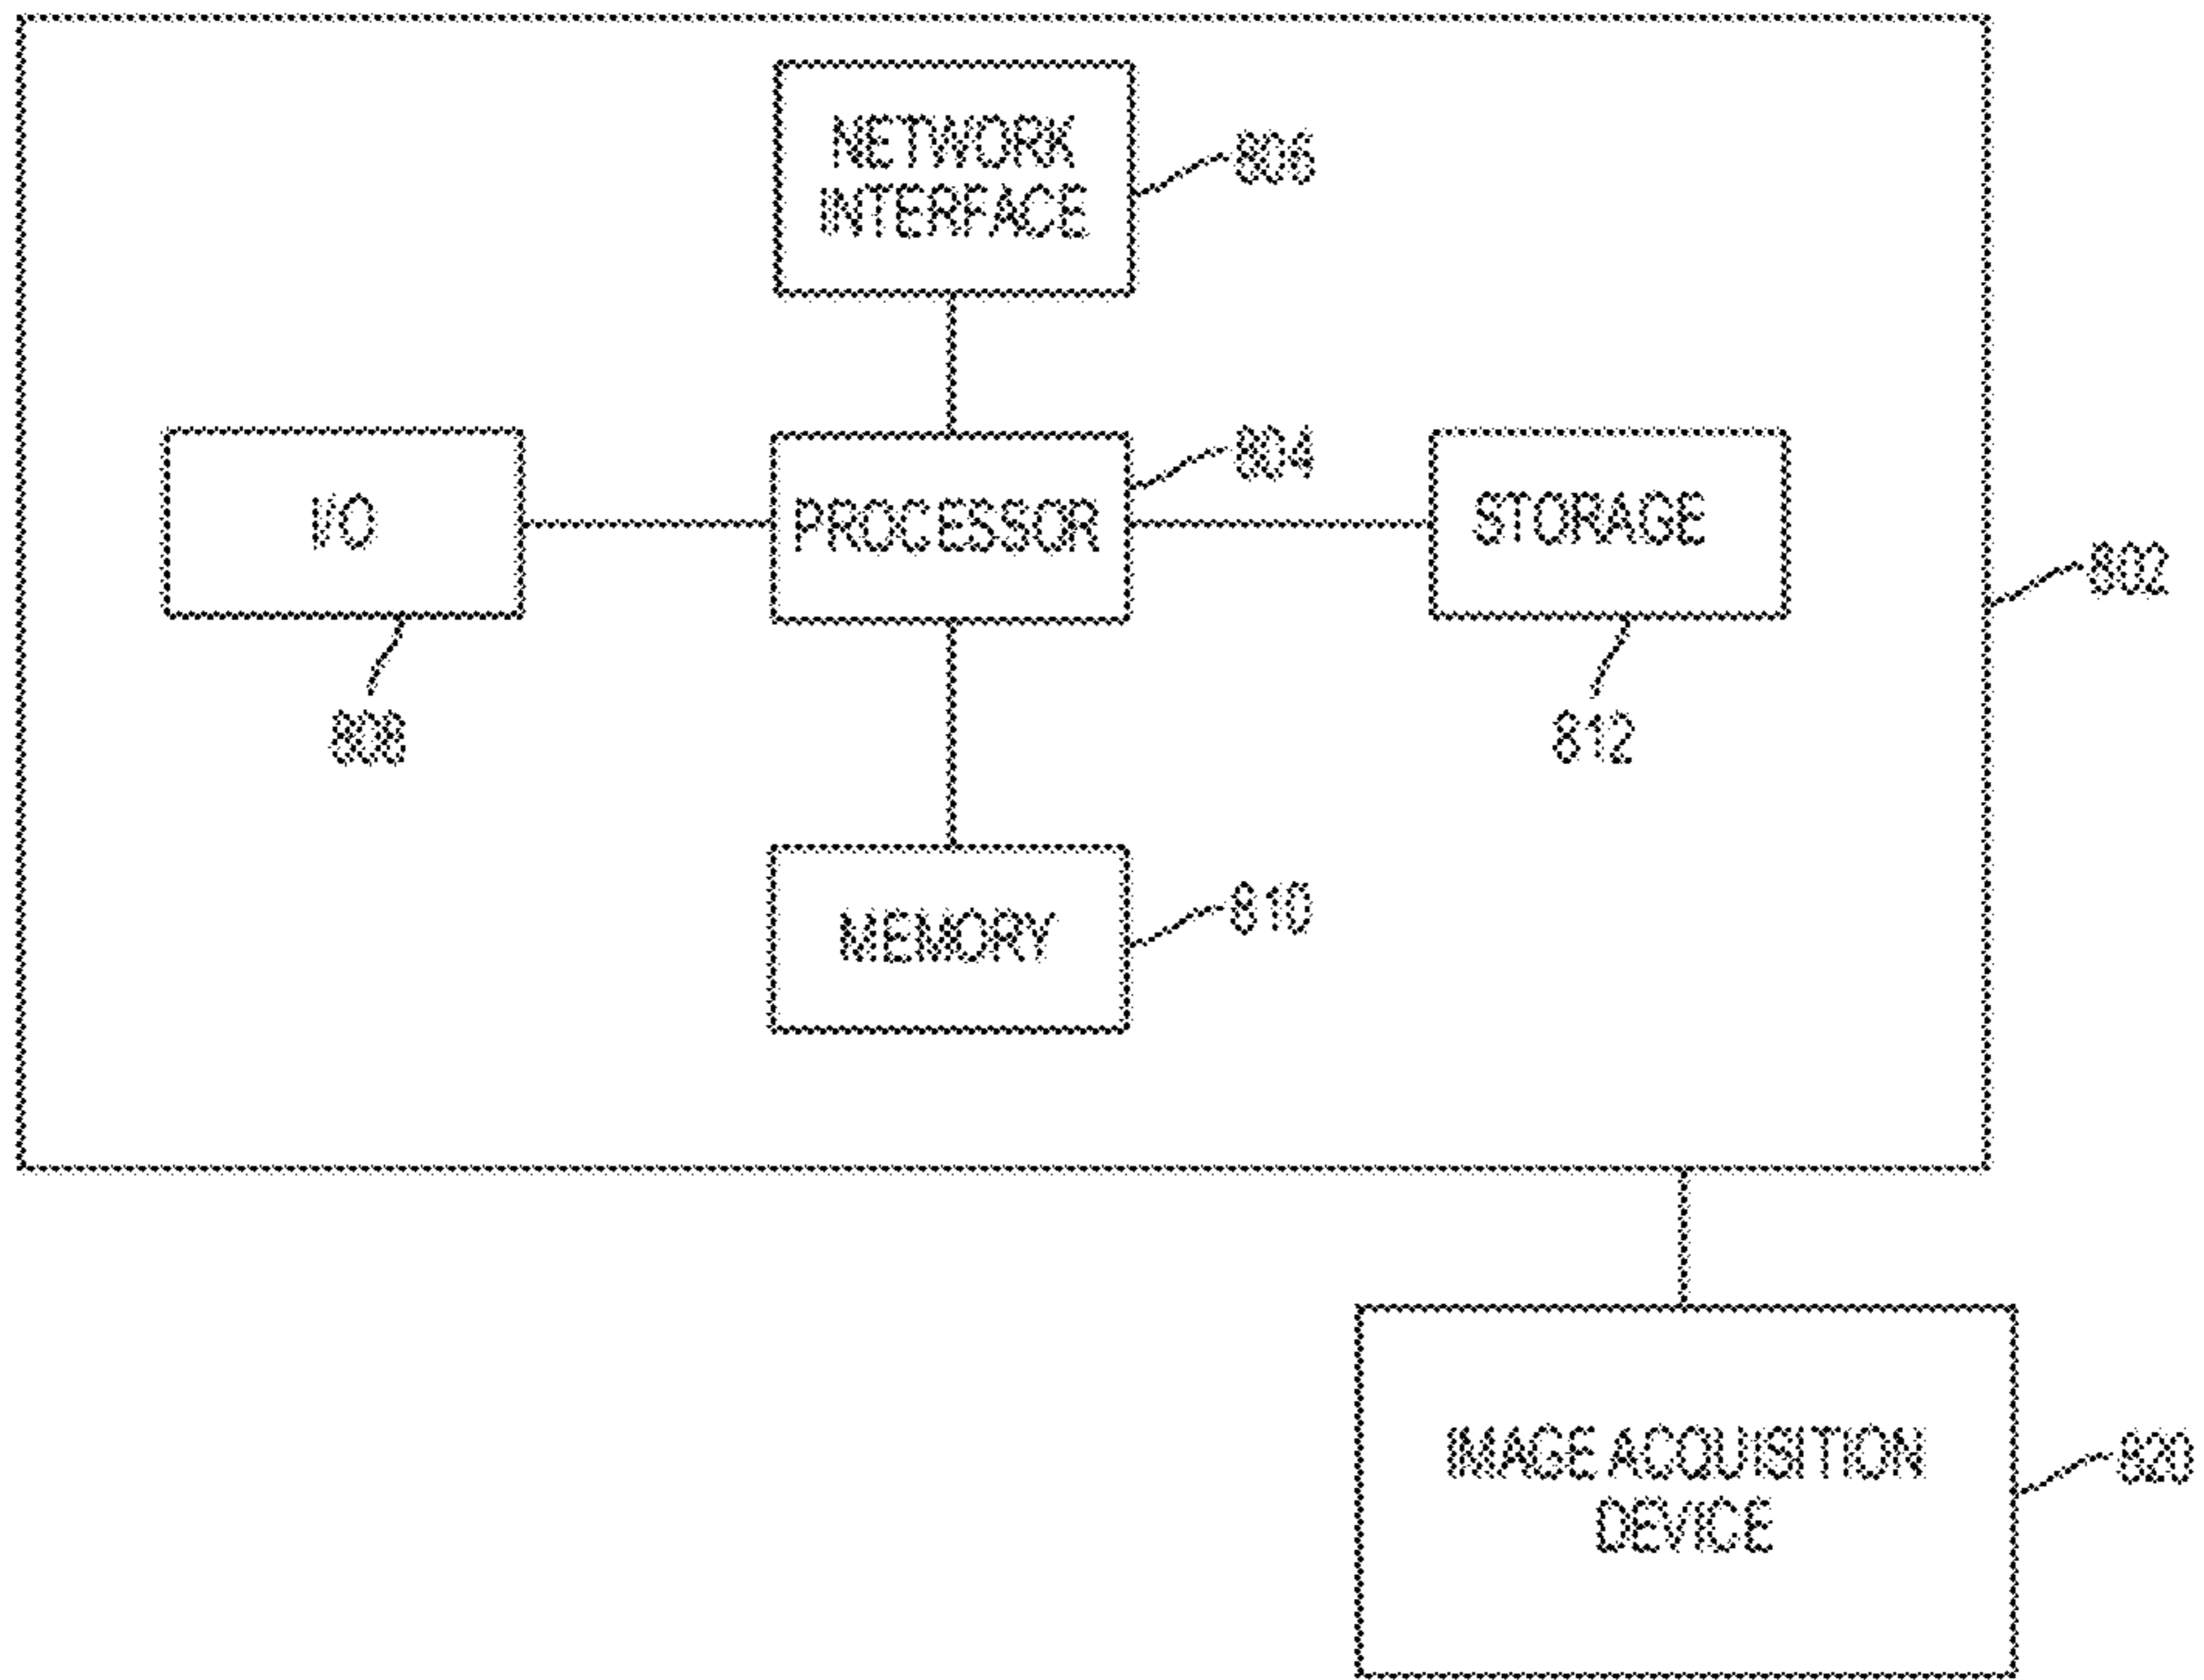 NETWORK
INTERFACE
806
I/O
PROCESSOR
804
STORAGE
802
808
812
MEMORY
810
IMAGE ACQUISITION
DEVICE
820